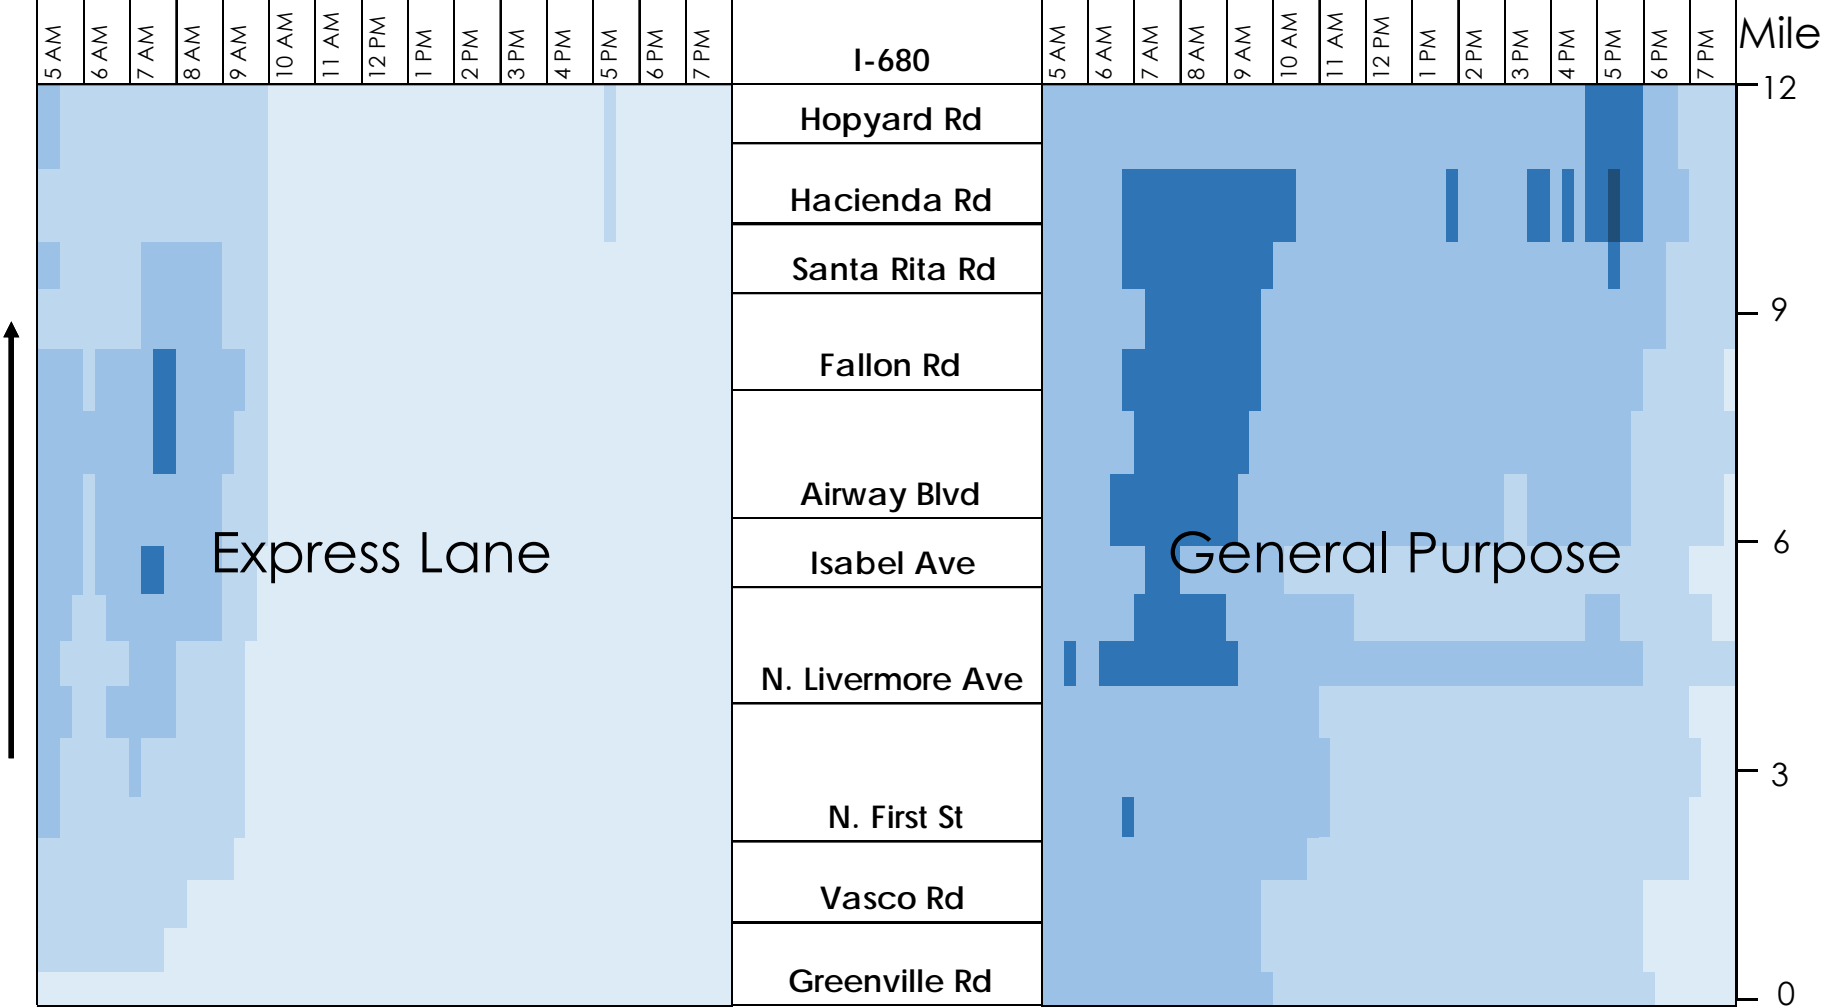 5 AM 6 AM 7 AM 8 AM 9 AM 10 AM 11 AM 12 PM 1 PM 2 PM 3 PM 4 PM 5 PM 6 PM 7 PM I-680 5 AM 6 AM 7 AM 8 AM 9 AM 10 AM 11 AM 12 PM 1 PM 2 PM 3 PM 4 PM 5 PM 6 PM 7 PM Mile
12
Hopyard Rd
Hacienda Rd
Santa Rita Rd
9
Fallon Rd
Airway Blvd
6
Express Lane
General Purpose
Isabel Ave
N. Livermore Ave
3
N. First St
Vasco Rd
Greenville Rd
0